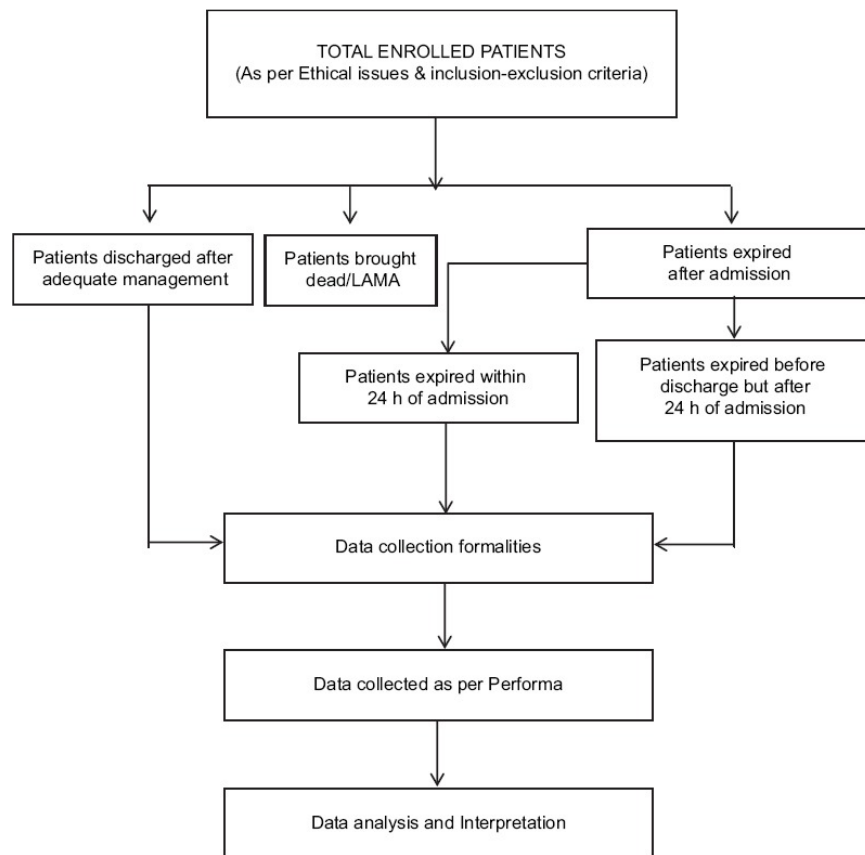 TOTAL ENROLLED PATIENTS
(As per Ethical issues & inclusion-exclusion criteria)
Patients discharged after
adequate management
Patients brought
dead/LAMA
Patients expired
after admission
Patients expired within
24 h of admission
Patients expired before
discharge but after
24 h of admission
Data collection formalities
Data collected as per Performa
Data analysis and Interpretation